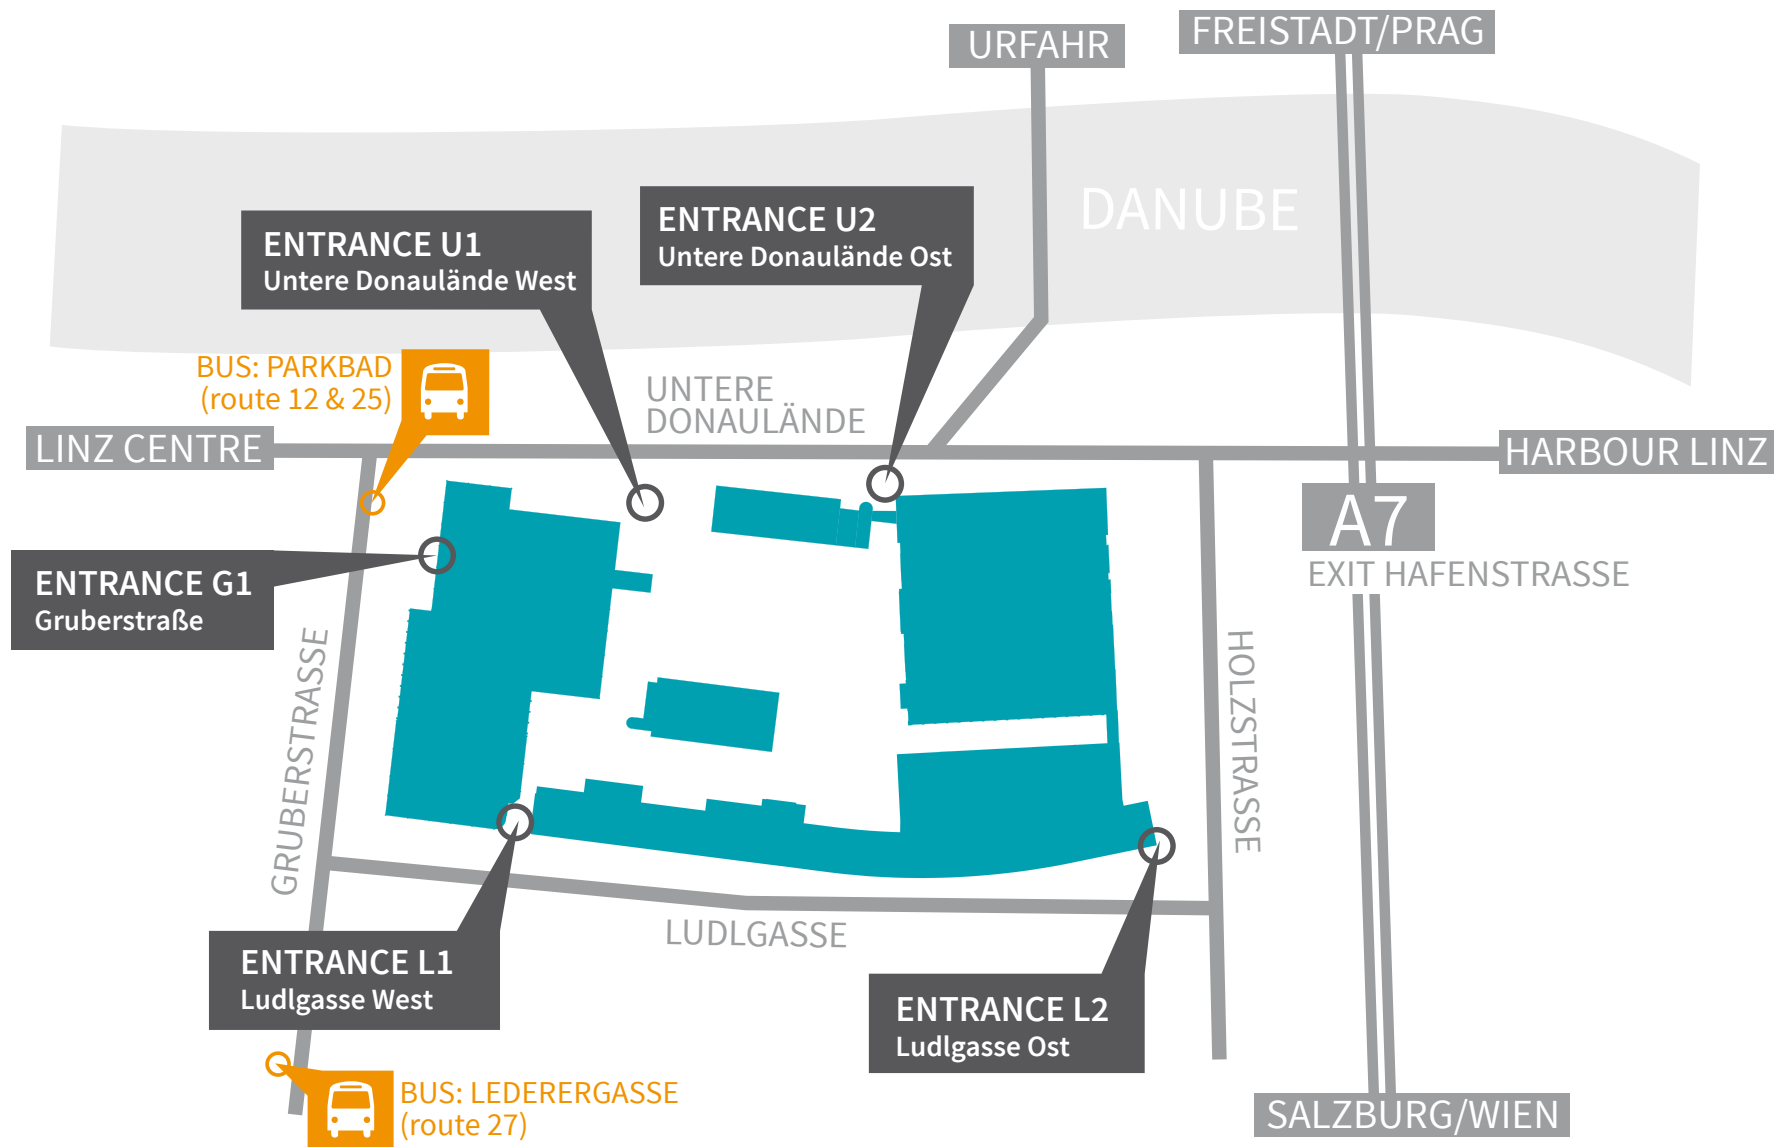 URFAHR
FREISTADT/PRAG
DANUBE
ENTRANCE U1
Untere Donaulände West
ENTRANCE U2
Untere Donaulände Ost
BUS: PARKBAD
(route 12 & 25)
UNTERE
DONAULÄNDE
LINZ CENTRE
HARBOUR LINZ
A7
EXIT HAFENSTRASSE
ENTRANCE G1
Gruberstraße
GRUBERSTRASSE
HOLZSTRASSE
LUDLGASSE
ENTRANCE L1
Ludlgasse West
ENTRANCE L2
Ludlgasse Ost
BUS: LEDERERGASSE
(route 27)
SALZBURG/WIEN